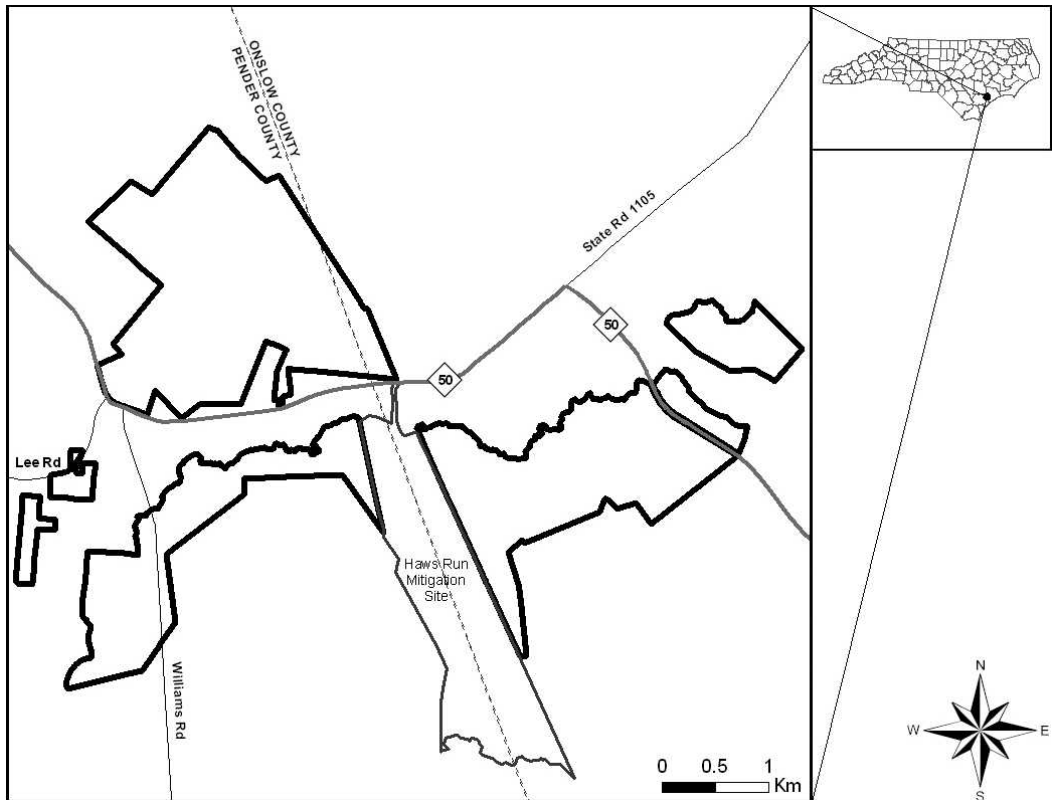 ONSLOW COUNTY
PENDER COUNTY
State Rd 1105
50
50
Lee Rd
Haws Run
Mitigation
Site
Williams Rd
0 0.5 1
Km
N
W E
S